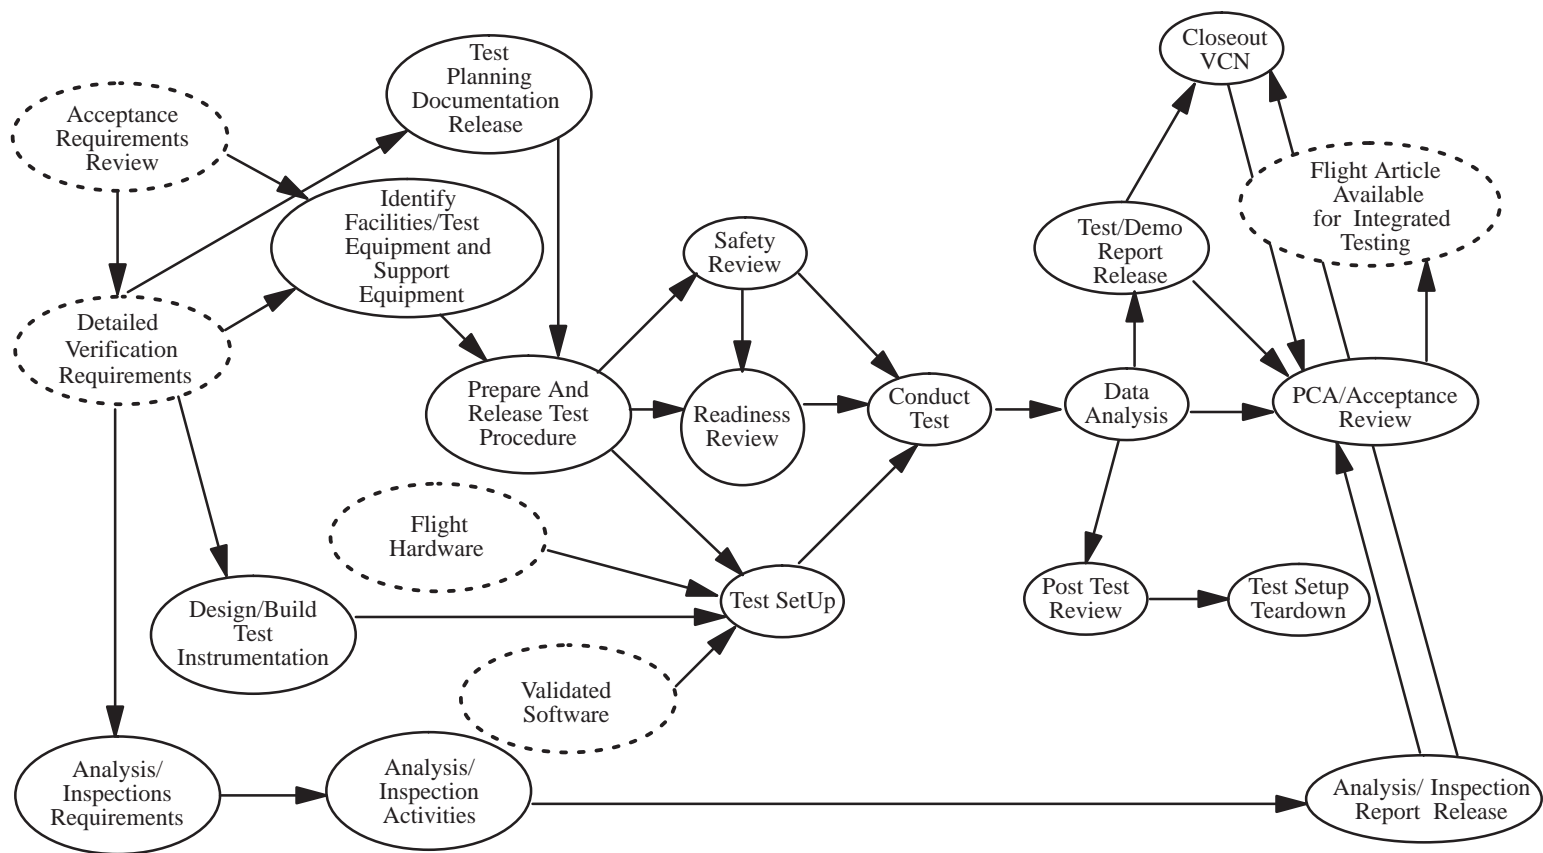 Acceptance
Requirements
Review
Test
Planning
Documentation
Release
Closeout
VCN
Identify
Facilities/Test
Equipment and
Support
Equipment
Safety
Review
Test/Demo
Report
Release
Flight Article
Available
for Integrated
Testing
Detailed
Verification
Requirements
Prepare And
Release Test
Procedure
Readiness
Review
Conduct
Test
Data
Analysis
PCA/Acceptance
Review
Flight
Hardware
Design/Build
Test
Instrumentation
Test SetUp
Post Test
Review
Test Setup
Teardown
Validated
Software
Analysis/
Inspections
Requirements
Analysis/
Inspection
Activities
Analysis/ Inspection
Report Release